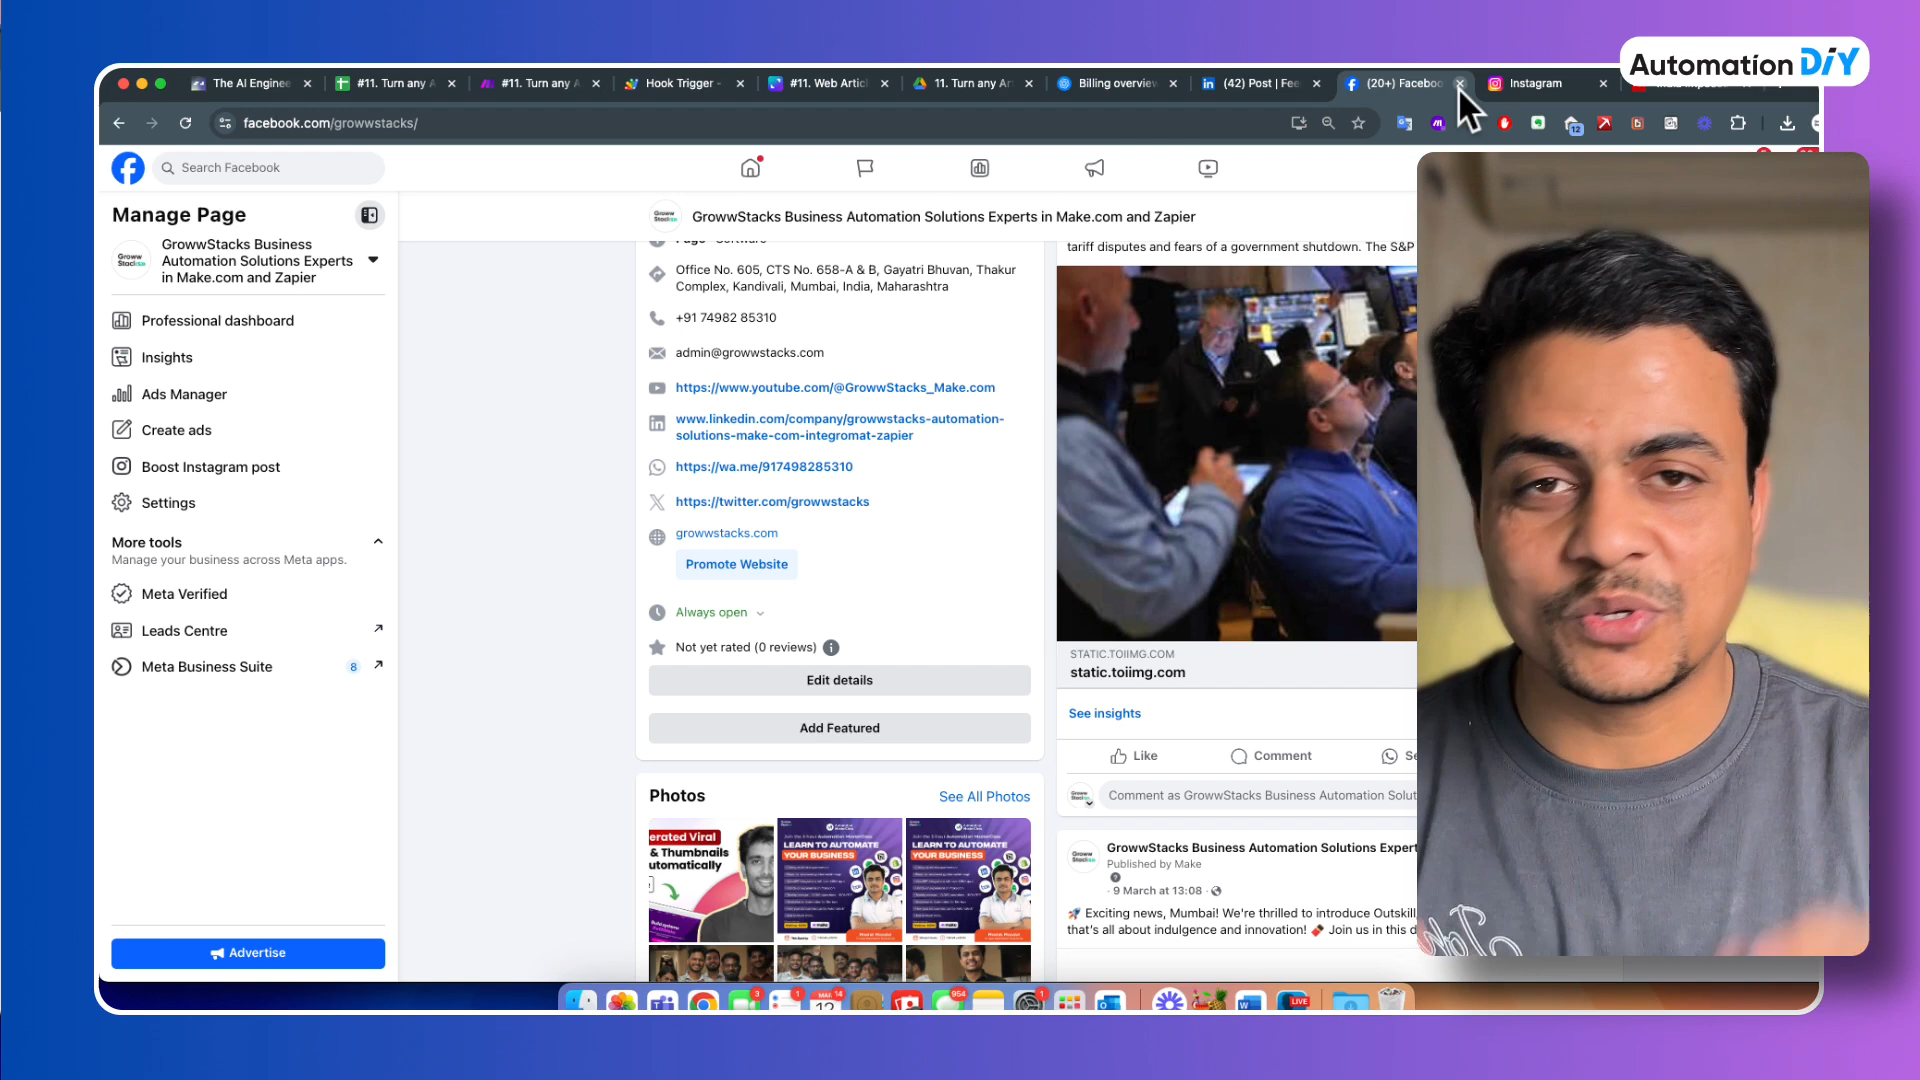 Automation DiY
The AI Enginee
#11. Turn any A
#11. Turn any A
Hook Trigger -
#11. Web Articl
11. Turn any Ar
Billing overview
(42) Post | Fee
(20+) Faceboo
Instagram
facebook.com/growwstacks/
12
Search Facebook
Manage Page
GrowwStacks Business
Automation Solutions Experts
in Make.com and Zapier
Professional dashboard
Insights
Ads Manager
Create ads
Boost Instagram post
Settings
More tools
Manage your business across Meta apps.
Meta Verified
Leads Centre
Meta Business Suite
8
Advertise
GrowwStacks Business Automation Solutions Experts in Make.com and Zapier
Office No. 605, CTS No. 658-A & B, Gayatri Bhuvan, Thakur
Complex, Kandivali, Mumbai, India, Maharashtra
+91 74982 85310
admin@growwstacks.com
https://www.youtube.com/@GrowwStacks_Make.com
www.linkedin.com/company/growwstacks-automation-
solutions-make-com-integromat-zapier
https://wa.me/917498285310
https://twitter.com/growwstacks
growwstacks.com
Promote Website
Always open
Not yet rated (0 reviews)
Edit details
Add Featured
Photos
See All Photos
erated Viral
& Thumbnails
utomatically
LEARN TO AUTOMATE
YOUR BUSINESS
LEARN TO AUTOMATE
YOUR BUSINESS
tariff disputes and fears of a government shutdown. The S&P
STATIC.TOIIMG.COM
static.toiimg.com
See insights
Like
Comment
Se
Comment as GrowwStacks Business Automation Solut
GrowwStacks Business Automation Solutions Expert
Published by Make
· 9 March at 13:08 ·
🚀 Exciting news, Mumbai! We're thrilled to introduce Outskill
that's all about indulgence and innovation! 🧨 Join us in this d
3
1
14
12
954
1
LIVE